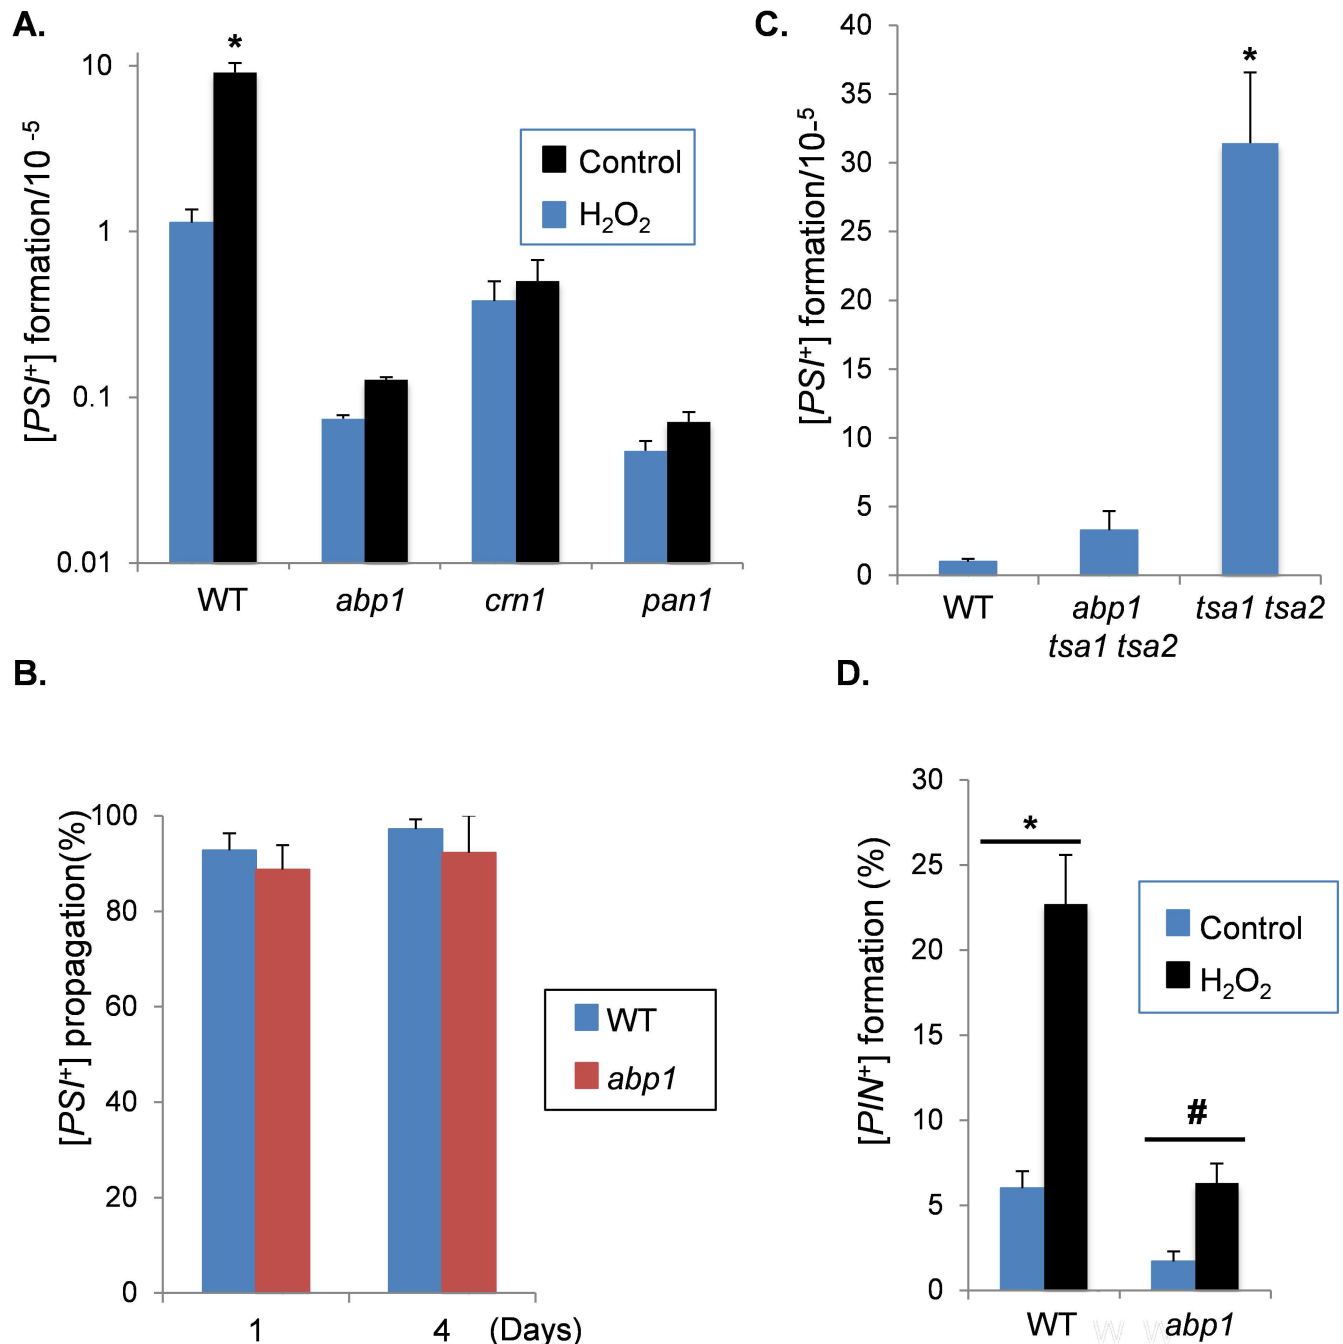 A.
*
10
1
0.1
0.01
[PSI⁺] formation/10 ⁻⁵
Control
H₂O₂
WT
abp1
crn1
pan1
C.
*
40
35
30
25
20
15
10
5
0
[PSI⁺] formation/10-⁵
WT
abp1
tsa1 tsa2
tsa1 tsa2
B.
100
80
60
40
20
0
[PSI⁺] propagation(%)
WT
abp1
1
4
(Days)
D.
30
25
20
15
10
5
0
[PIN⁺] formation (%)
*
#
Control
H₂O₂
WT
abp1